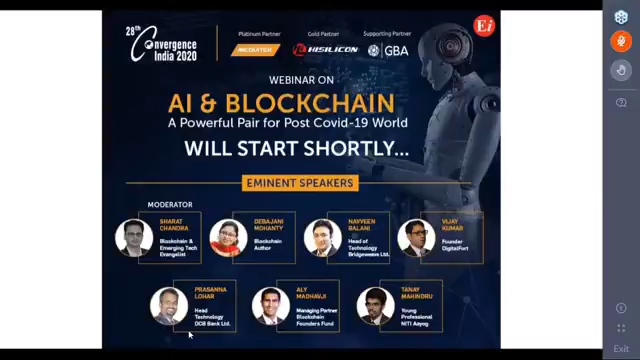 28th Convergence India 2020
Platinum Partner
MEDIATEK
Gold Partner
HISILICON
Supporting Partner
GBA
Ei
WEBINAR ON
AI & BLOCKCHAIN
A Powerful Pair for Post Covid-19 World
WILL START SHORTLY...
EMINENT SPEAKERS
MODERATOR
SHARAT
CHANDRA
Blockchain &
Emerging Tech
Evangelist
DEBAJANI
MOHANTY
Blockchain
Author
NAVVEEN
BALANI
Head of
Technology
Bridgeweave Ltd.
VIJAY
KUMAR
Founder
DigitalFort
PRASANNA
LOHAR
Head
Technology
DCB Bank Ltd.
ALY
MADHAVJI
Managing Partner
Blockchain
Founders Fund
TANAY
MAHINDRU
Young
Professional
NITI Aayog
Exit